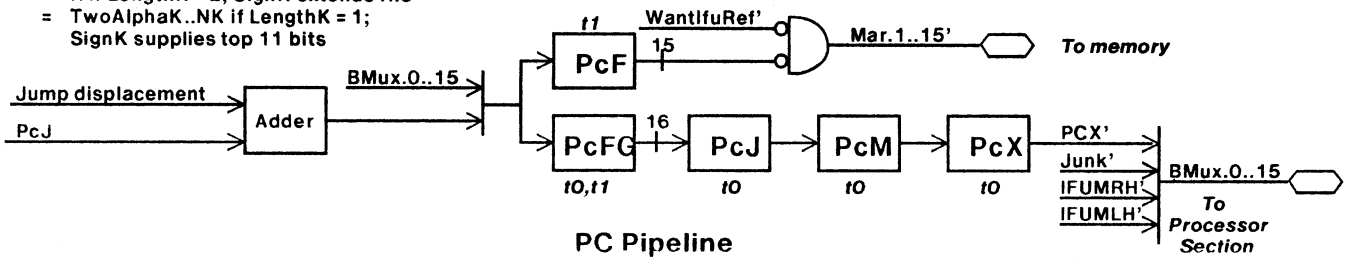 = TwoAlphaK..NK if LengthK = 1;
SignK supplies top 11 bits
Jump displacement
PcJ
Adder
BMux.0..15
t1
PcF
15
WantIfuRef'
Mar.1..15'
To memory
PcFG
t0,t1
16
PcJ
t0
PcM
t0
PcX
t0
PCX'
Junk'
IFUMRH'
IFUMLH'
BMux.0..15
To
Processor
Section
PC Pipeline